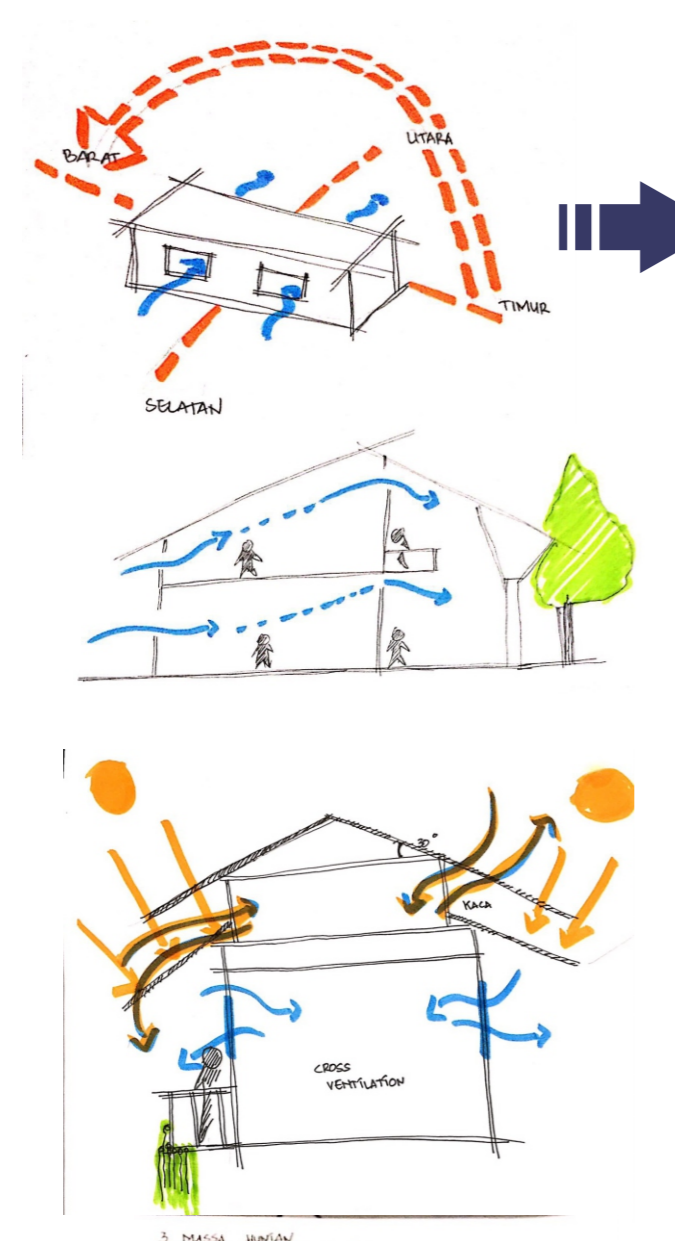 BARAT
UTARA
TIMUR
SELATAN
30°
KACA
CROSS
VENTILATION
3 MASSA HUNIAN